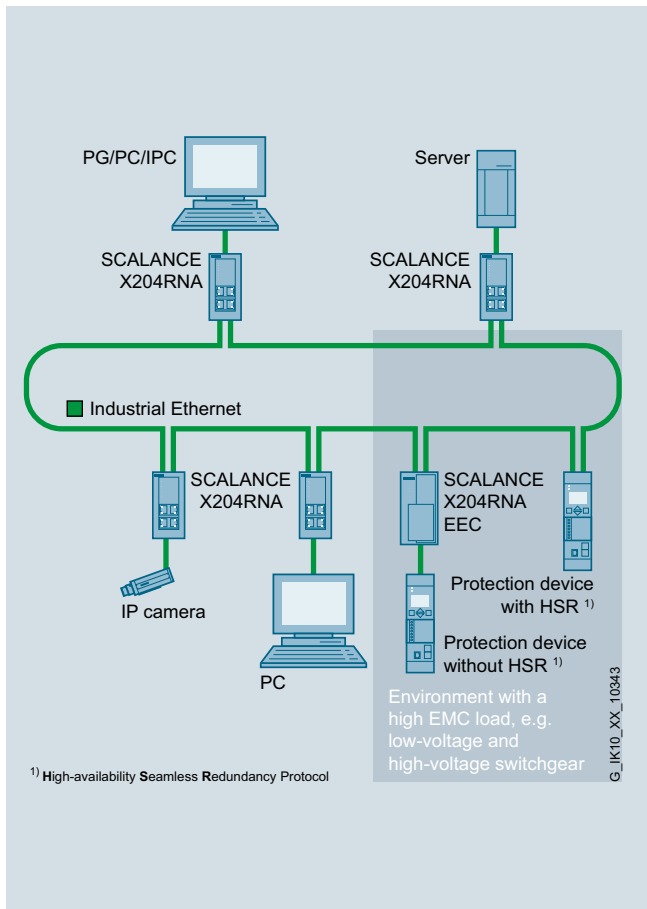 PG/PC/IPC
Server
SCALANCE
X204RNA
SCALANCE
X204RNA
Industrial Ethernet
SCALANCE
X204RNA
SCALANCE
X204RNA
EEC
IP camera
PC
Protection device
with HSR 1)
Protection device
without HSR 1)
Environment with a
high EMC load, e.g.
low-voltage and
high-voltage switchgear
G_IK10_XX_10343
1) High-availability Seamless Redundancy Protocol